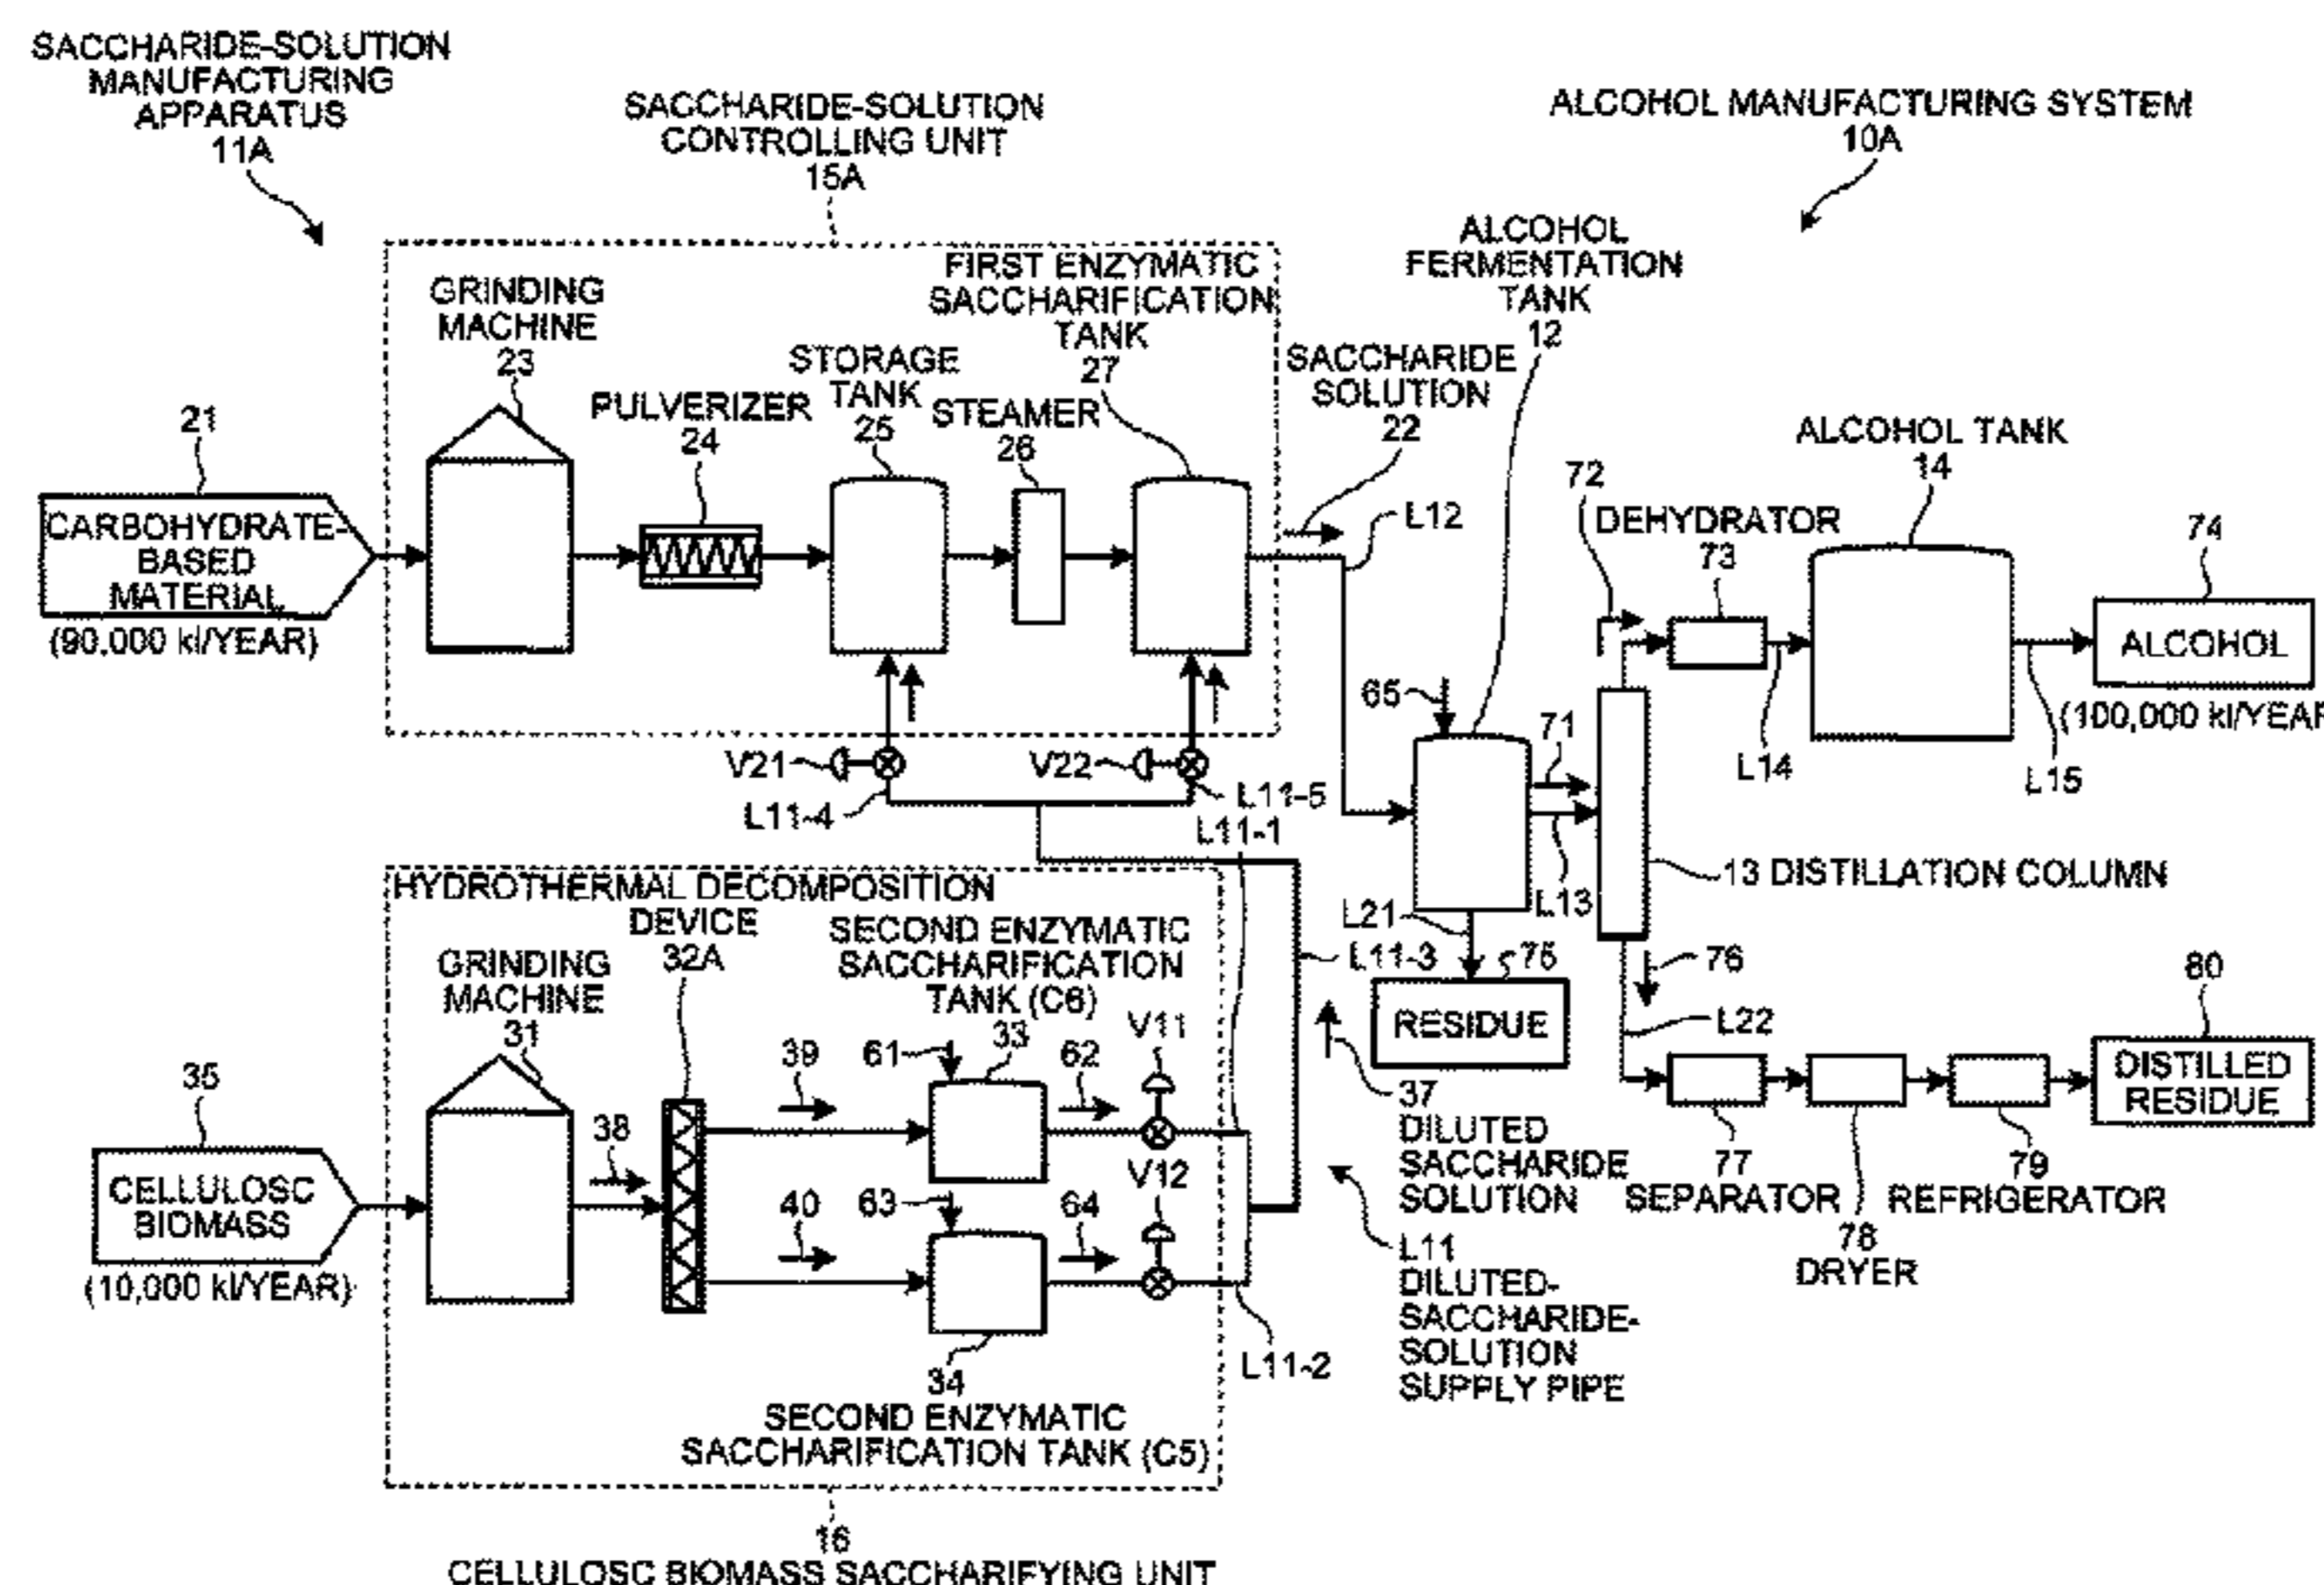 SACCHARIDE-SOLUTION
MANUFACTURING
APPARATUS
11A
SACCHARIDE-SOLUTION
CONTROLLING UNIT
15A
ALCOHOL MANUFACTURING SYSTEM
10A
GRINDING
MACHINE
23
PULVERIZER
24
STORAGE
TANK
25
STEAMER
26
FIRST ENZYMATIC
SACCHARIFICATION
TANK
27
SACCHARIDE
SOLUTION
22
ALCOHOL
FERMENTATION
TANK
12
L12
21
CARBOHYDRATE-
BASED
MATERIAL
(90,000 kl/YEAR)
72
DEHYDRATOR
73
ALCOHOL TANK
14
74
ALCOHOL
(100,000 kl/YEAR
L14
L15
65
71
L13
13 DISTILLATION COLUMN
V21
V22
L11-4
L11-5
L11-1
L21
L11-3
75
RESIDUE
76
L22
80
DISTILLED
RESIDUE
77
SEPARATOR
78
DRYER
79
REFRIGERATOR
HYDROTHERMAL DECOMPOSITION
DEVICE
32A
GRINDING
MACHINE
31
SECOND ENZYMATIC
SACCHARIFICATION
TANK (C6)
33
V11
39
61
62
35
CELLULOSC
BIOMASS
(10,000 kl/YEAR)
38
40
63
64
V12
34
SECOND ENZYMATIC
SACCHARIFICATION TANK (C5)
L11-2
37
DILUTED
SACCHARIDE
SOLUTION
L11
DILUTED-
SACCHARIDE-
SOLUTION
SUPPLY PIPE
16
CELLULOSC BIOMASS SACCHARIFYING UNIT